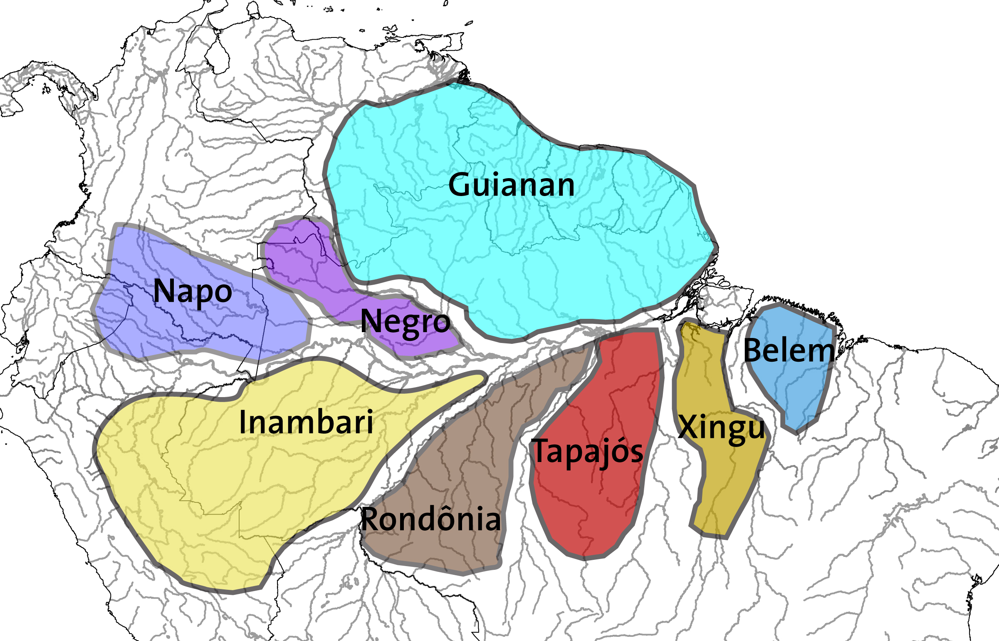 Guianan
Napo
Negro
Belem
Inambari
Xingu
Tapajós
Rondônia